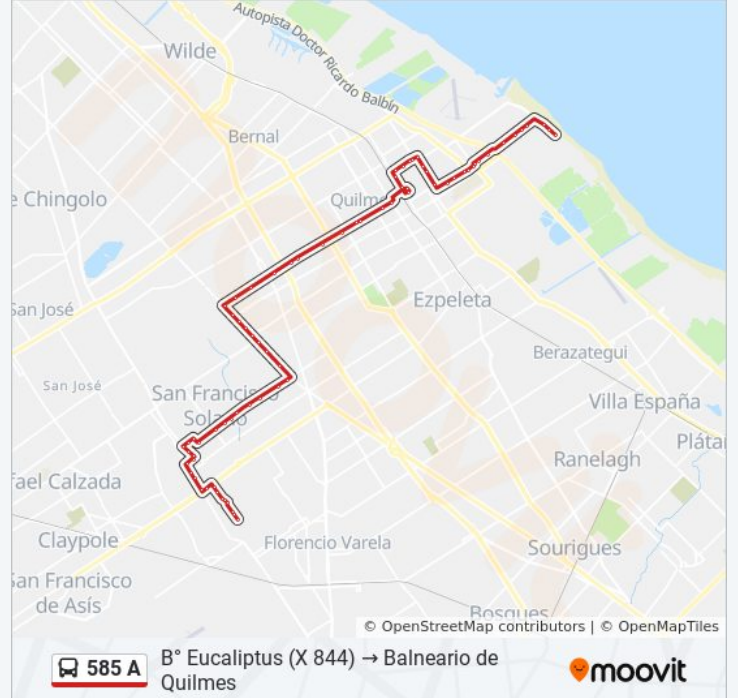 Autopista Doctor Ricardo Balbín
Wilde
Bernal
e Chingolo
Quilme
San José
Ezpeleta
Berazategui
San José
San Francisco
Solano
Villa España
Pláta
Ranelagh
fael Calzada
Claypole
Florencio Varela
Sourigues
San Francisco
de Asís
Bosques
© OpenStreetMap contributors | © OpenMapTiles
585 A
B° Eucaliptus (X 844) → Balneario de
Quilmes
moovit